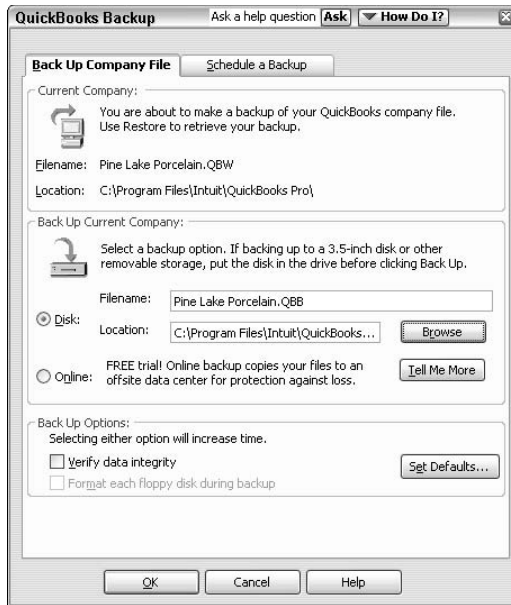 QuickBooks Backup
Ask a help question Ask How Do I?
Back Up Company File
Schedule a Backup
Current Company:
You are about to make a backup of your QuickBooks company file.
Use Restore to retrieve your backup.
Filename: Pine Lake Porcelain.QBW
Location: C:\Program Files\Intuit\QuickBooks Pro\
Back Up Current Company:
Select a backup option. If backing up to a 3.5-inch disk or other
removable storage, put the disk in the drive before clicking Back Up.
Disk:
Filename: Pine Lake Porcelain.QBB
Location: C:\Program Files\Intuit\QuickBooks... Browse
Online:
FREE trial! Online backup copies your files to an
offsite data center for protection against loss.
Tell Me More
Back Up Options:
Selecting either option will increase time.
Verify data integrity
Format each floppy disk during backup
Set Defaults...
OK Cancel Help